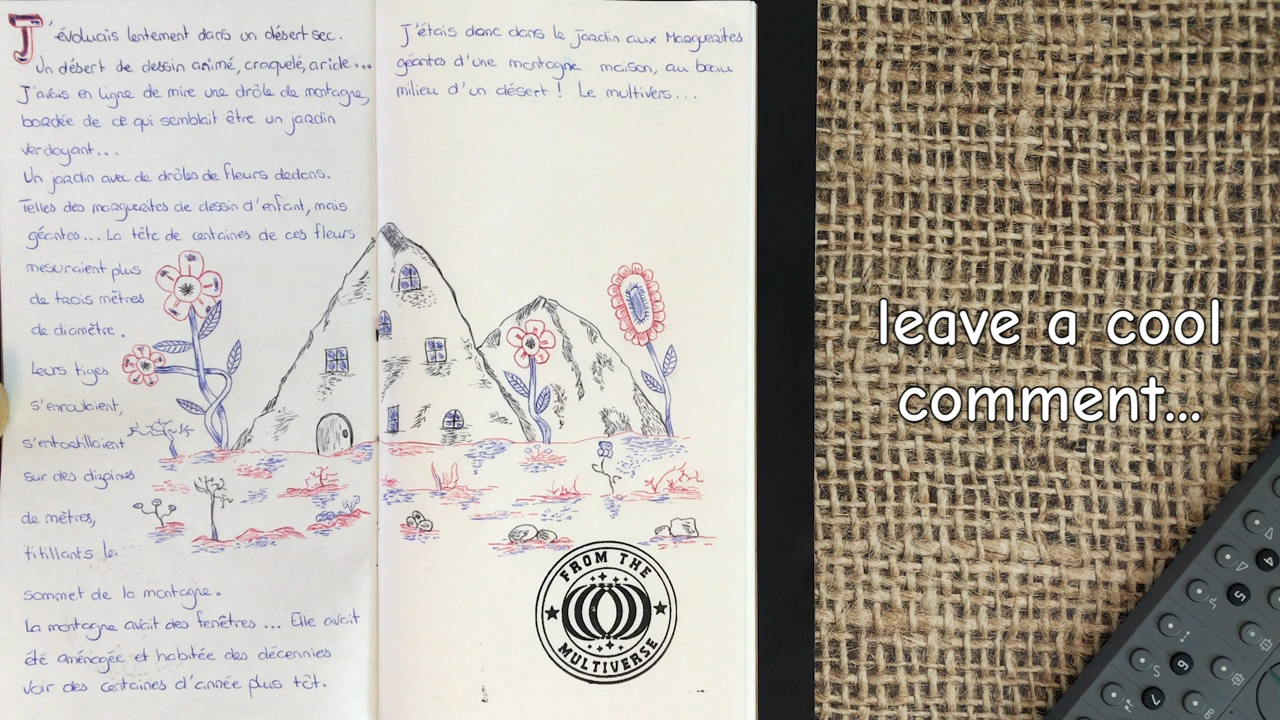 J'évoluais lentement dans un désert sec.
Un désert de dessin animé, craquelé, aride...
J'avais en ligne de mire une drôle de montagne,
bordée de ce qui semblait être un jardin
verdoyant...
Un jardin avec de drôles de fleurs dedans.
Telles des marguerites de dessin d'enfant, mais
géantes... La tête de certaines de ces fleurs
mesuraient plus
de trois mètres
de diamètre.
Leurs tiges
s'enroulaient,
s'entortillaient
sur des dizaines
de mètres,
titillants le
sommet de la montagne.
La montagne avait des fenêtres... Elle avait
été aménagée et habitée des décennies
voir des centaines d'année plus tôt.
J'étais donc dans le jardin aux Marguerites
géantes d'une montagne maison, au beau
milieu d'un désert ! Le multivers...
FROM THE
MULTIVERSE
leave a cool
comment...
4
5
6
7